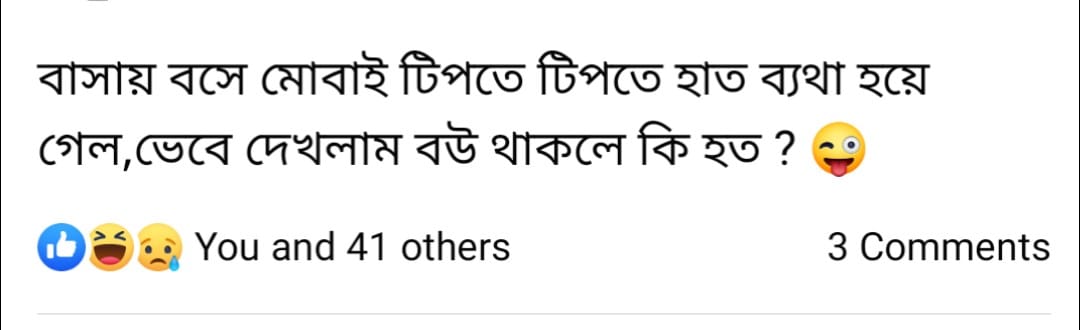 বাসায় বসে মোবাই টিপতে টিপতে হাত ব্যথা হয়ে
গেল,ভেবে দেখলাম বউ থাকলে কি হত ? 😜
You and 41 others
3 Comments